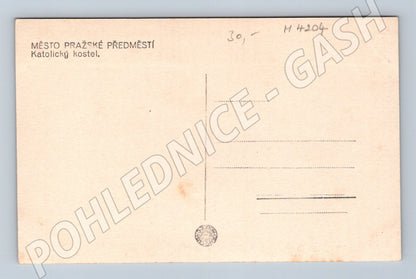 MĚSTO PRAŽSKÉ PŘEDMĚSTÍ
Katolický kostel.
30,-
M 4204
POHLEDNICE - GASH